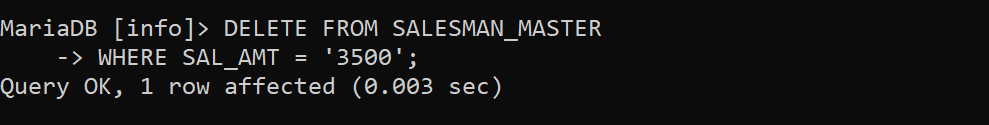 MariaDB [info]> DELETE FROM SALESMAN_MASTER
-> WHERE SAL_AMT = '3500';
Query OK, 1 row affected (0.003 sec)